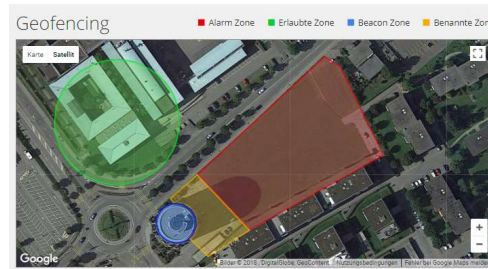 Geofencing
Alarm Zone Erlaubte Zone Beacon Zone Benannte Zon
Karte Satellit
+
−
Google
Bilder © 2018, DigitalGlobe, GeoContent Nutzungsbedingungen Fehler bei Google Maps melde